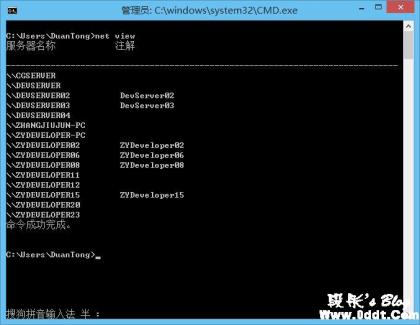 管理员: C:\windows\system32\CMD.exe
C:\Users\DuanTong>net view
服务器名称 注解
-------------------------------------------------------------------------------
\\CGSERVER
\\DEVSERVER
\\DEVSERVER02 DevServer02
\\DEVSERVER03 DevServer03
\\DEVSERVER04
\\ZHANGJIUJUN-PC
\\ZYDEVELOPER-PC
\\ZYDEVELOPER02 ZYDeveloper02
\\ZYDEVELOPER06 ZYDeveloper06
\\ZYDEVELOPER08 ZYDeveloper08
\\ZYDEVELOPER11
\\ZYDEVELOPER12
\\ZYDEVELOPER15 ZYDeveloper15
\\ZYDEVELOPER20
\\ZYDEVELOPER23
命令成功完成。
C:\Users\DuanTong>_
搜狗拼音输入法 半 :
段彤's Blog
Www.0ddt.Com